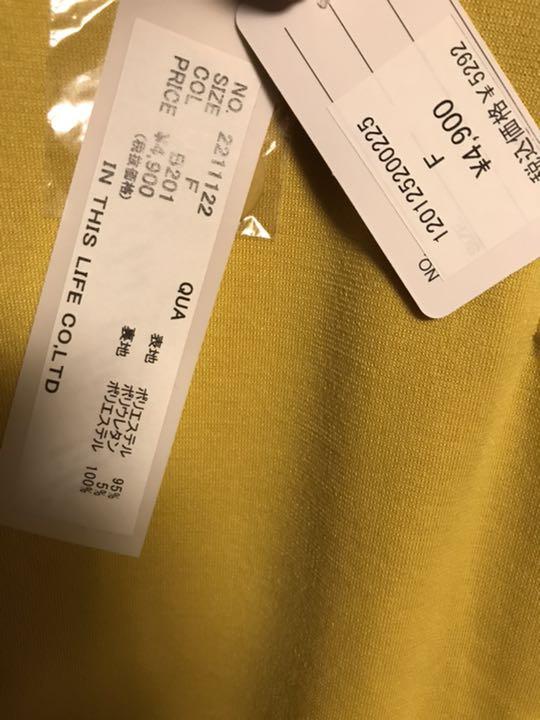 NO. 2211122
SIZE F
COL. B201
PRICE ¥4,900
(税抜価格)
IN THIS LIFE CO,LTD
QUA
表地 ポリエステル 95%
ポリウレタン 5%
裏地 ポリエステル 100%
NO. 120125200225
F
¥4,900
税込価格 ¥5292